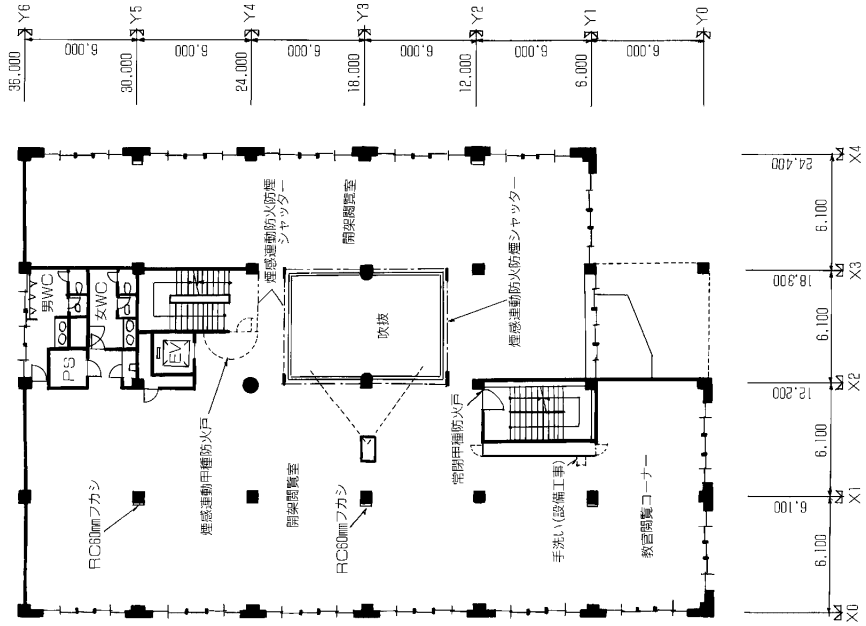 36.000
30.000
24.000
18.000
12.000
6.000
6.000
6.000
6.000
6.000
6.000
6.000
Y6
Y5
Y4
Y3
Y2
Y1
Y0
男WC
女WC
PS
EV
煙感連動防火防煙
シャッター
開架閲覧室
煙感連動防火防煙シャッター
吹抜
煙感連動甲種防火戸
開架閲覧室
常閉甲種防火戸
RC60mmフカシ
RC60mmフカシ
手洗い(設備工事)
教官閲覧コーナー
24.400
18.300
12.200
6.100
6.100
6.100
6.100
6.100
X4
X3
X2
X1
X0